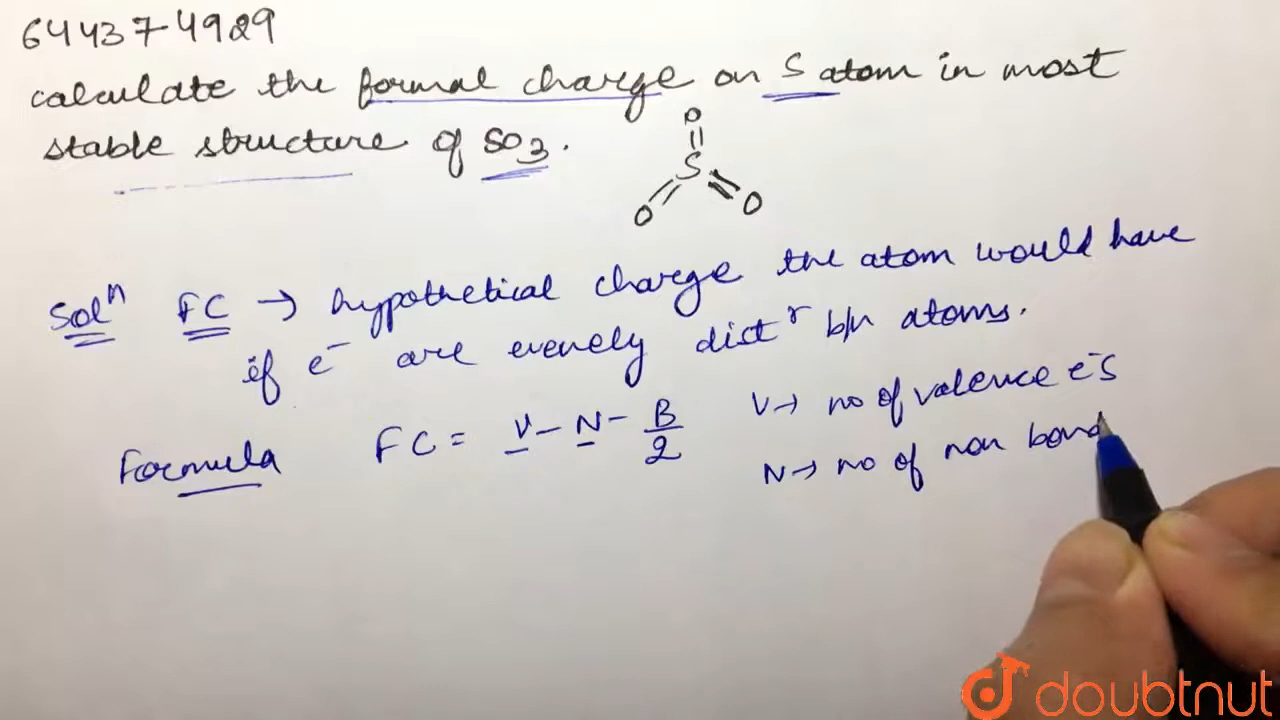 644374929
calculate the formal charge on S atom in most
stable structure of SO3.
O
S
O O
Solⁿ FC → hypothetical charge the atom would have
if e⁻ are evenely distʳ b/n atoms.
Formula FC = V - N - B/2
V → no of valence e⁻s
N → no of non bond
doubtnut